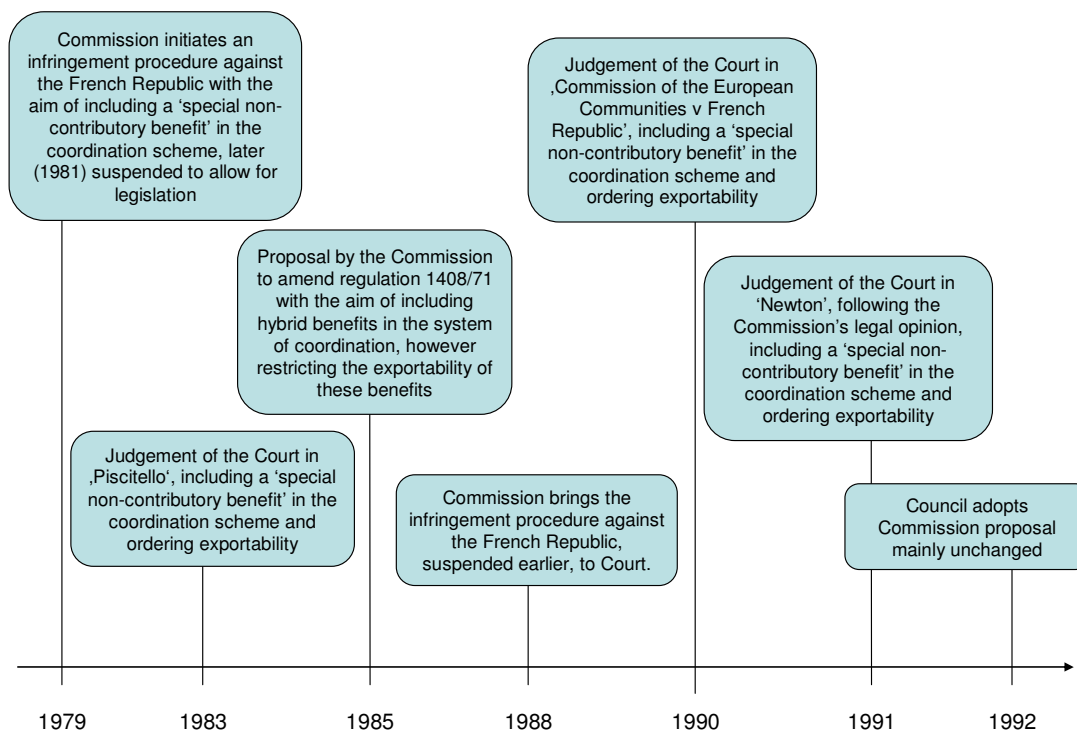 Commission initiates an
infringement procedure against
the French Republic with the
aim of including a ‘special non-
contributory benefit’ in the
coordination scheme, later
(1981) suspended to allow for
legislation
Judgement of the Court in
‚Piscitello‘, including a ‘special
non-contributory benefit’ in the
coordination scheme and
ordering exportability
Proposal by the Commission
to amend regulation 1408/71
with the aim of including
hybrid benefits in the system
of coordination, however
restricting the exportability of
these benefits
Commission brings the
infringement procedure against
the French Republic,
suspended earlier, to Court.
Judgement of the Court in
‚Commission of the European
Communities v French
Republic’, including a ‘special
non-contributory benefit’ in the
coordination scheme and
ordering exportability
Judgement of the Court in
‘Newton’, following the
Commission’s legal opinion,
including a ‘special non-
contributory benefit’ in the
coordination scheme
and ordering exportability
Council adopts
Commission proposal
mainly unchanged
1979 1983 1985 1988 1990 1991 1992